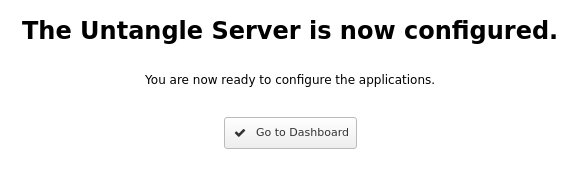 The Untangle Server is now configured.
You are now ready to configure the applications.
Go to Dashboard